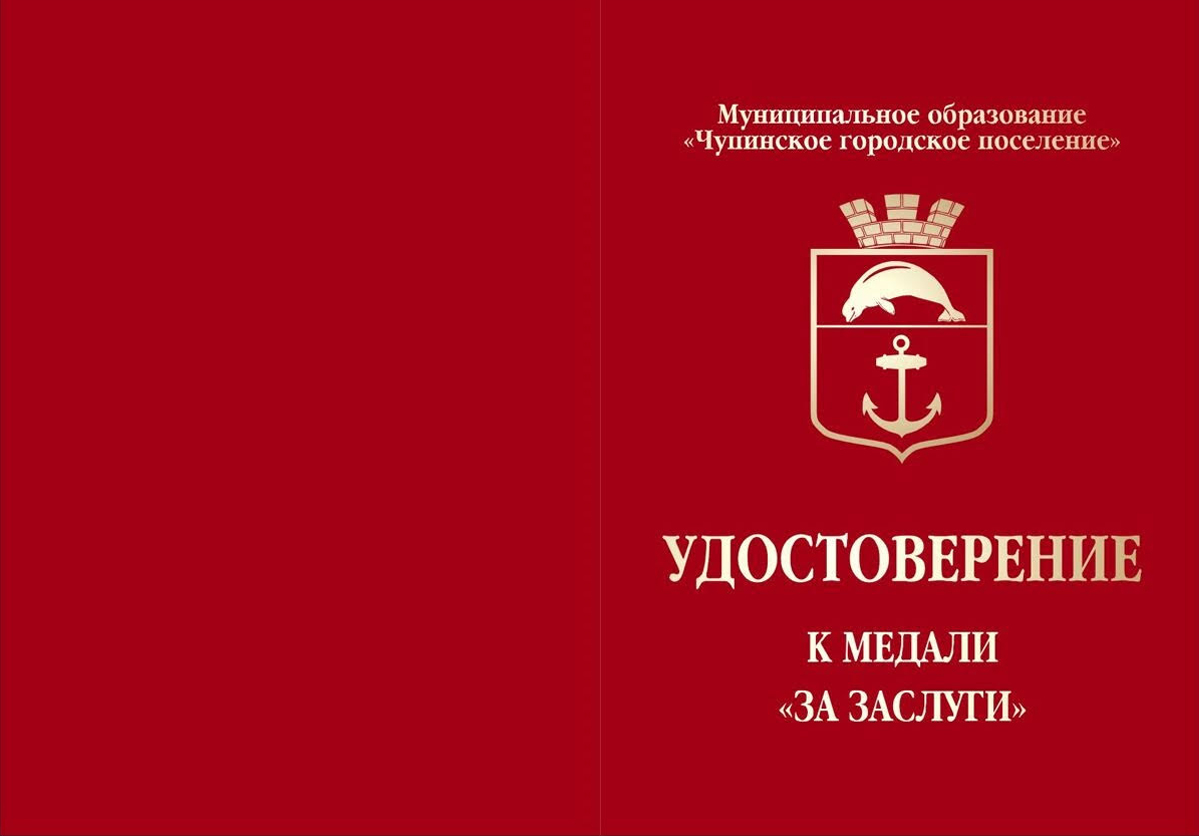 Муниципальное образование
«Чупинское городское поселение»
УДОСТОВЕРЕНИЕ
К МЕДАЛИ
«ЗА ЗАСЛУГИ»